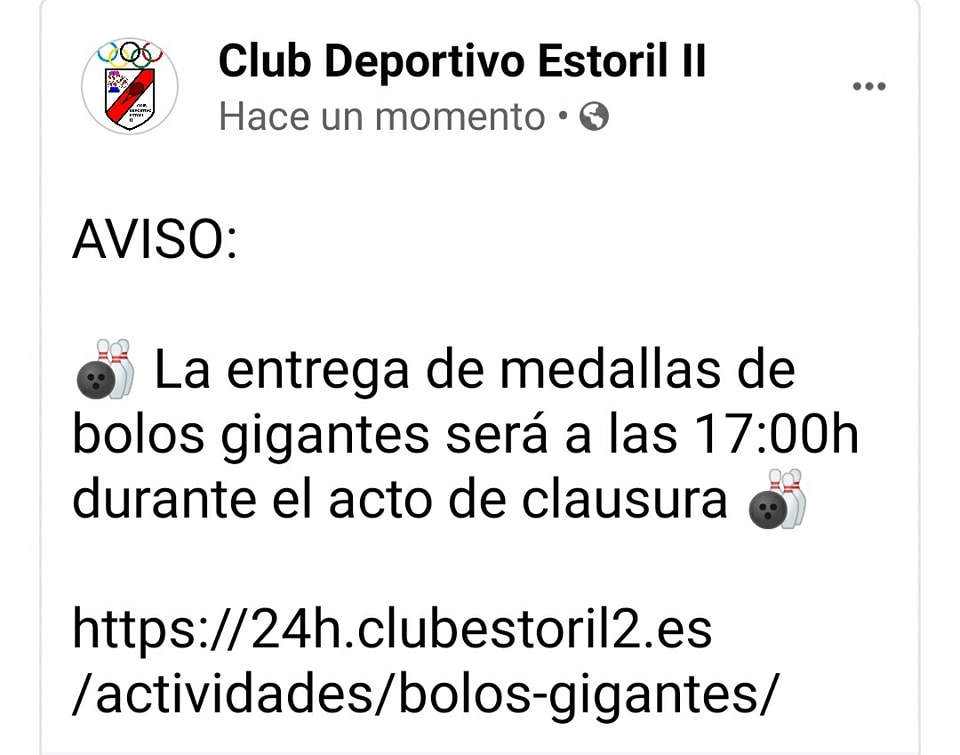 Club Deportivo Estoril II
Hace un momento •
AVISO:
🎳 La entrega de medallas de
bolos gigantes será a las 17:00h
durante el acto de clausura 🎳
https://24h.clubestoril2.es
/actividades/bolos-gigantes/